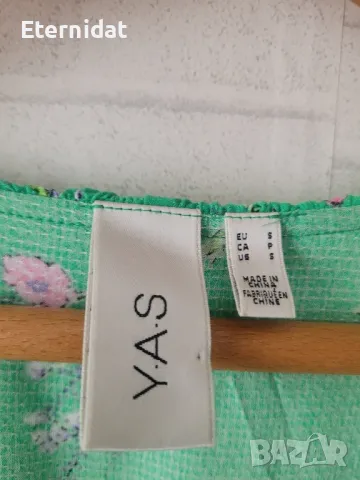 Eternidat
Y.A.S
EU S
CA P
US S
MADE IN
CHINA
FABRIQUÉ EN
CHINE
BAZAR